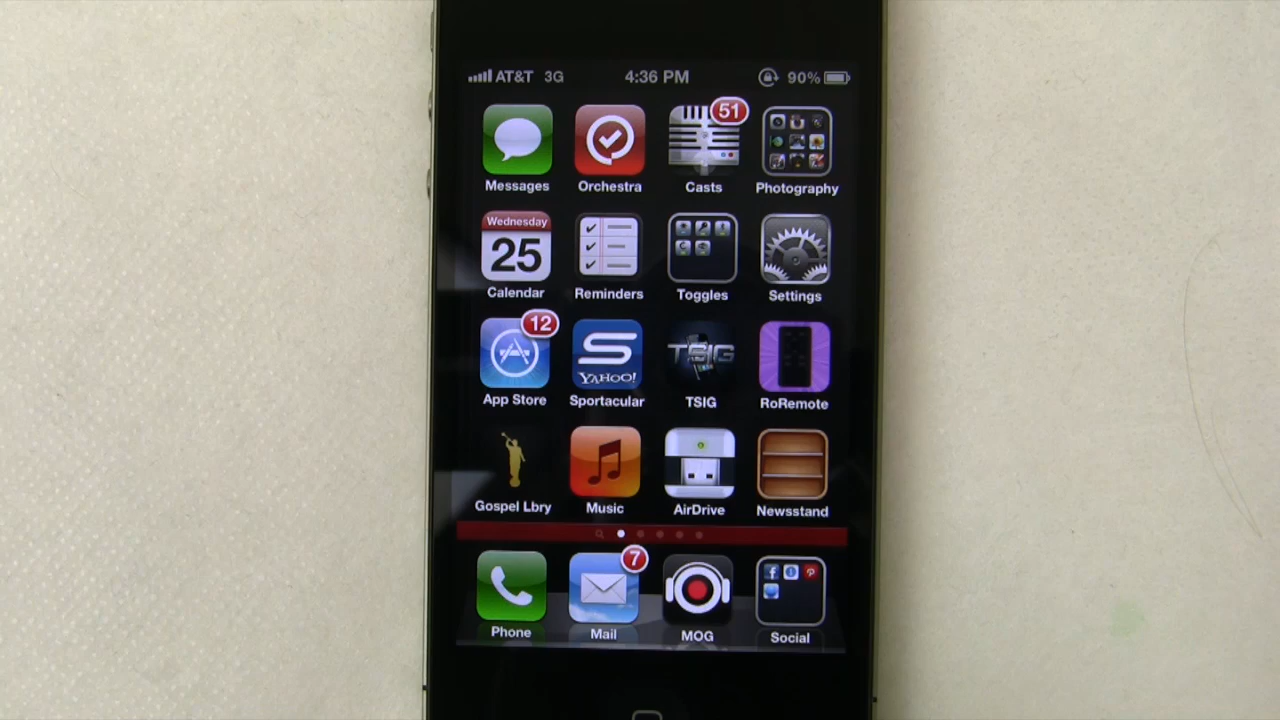 AT&T 3G 4:36 PM 90%
51
Messages Orchestra Casts Photography
Wednesday
25
Calendar Reminders Toggles Settings
12
S
YAHOO!
TSIG
App Store Sportacular TSIG RoRemote
Gospel Lbry Music AirDrive Newsstand
7
Phone Mail MOG Social